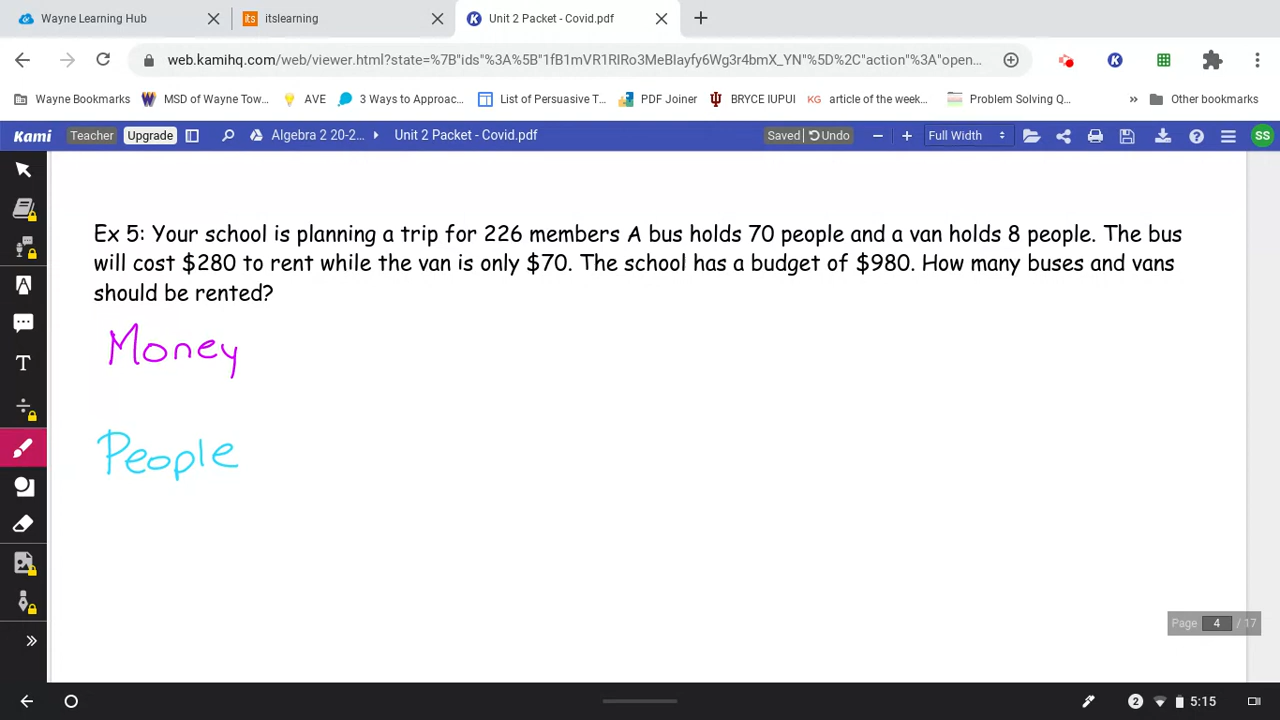 Wayne Learning Hub
itslearning
Unit 2 Packet - Covid.pdf
web.kamihq.com/web/viewer.html?state=%7B"ids"%3A%5B"1fB1mVR1RIRo3MeBIayfy6Wg3r4bmX_YN"%5D%2C"action"%3A"open...
Wayne Bookmarks
MSD of Wayne Tow...
AVE
3 Ways to Approac...
List of Persuasive T...
PDF Joiner
BRYCE IUPUI
KG article of the week...
Problem Solving Q...
» Other bookmarks
Kami Teacher Upgrade Algebra 2 20-2... Unit 2 Packet - Covid.pdf Saved | Undo − + Full Width SS
Ex 5: Your school is planning a trip for 226 members A bus holds 70 people and a van holds 8 people. The bus
will cost $280 to rent while the van is only $70. The school has a budget of $980. How many buses and vans
should be rented?
Money
People
Page 4 / 17
2 5:15